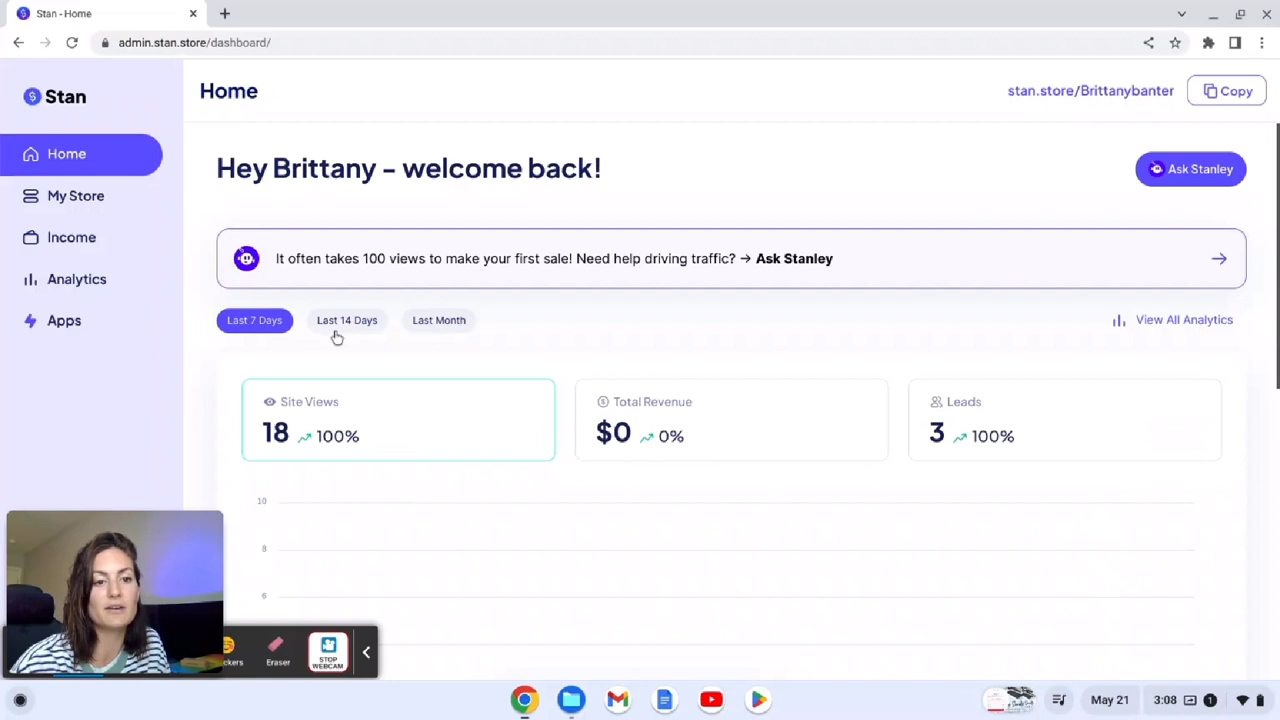 Stan - Home
admin.stan.store/dashboard/
Stan
Home
stan.store/Brittanybanter
Copy
Home
My Store
Income
Analytics
Apps
Hey Brittany – welcome back!
Ask Stanley
It often takes 100 views to make your first sale! Need help driving traffic? → Ask Stanley
Last 7 Days
Last 14 Days
Last Month
View All Analytics
Site Views
18 100%
Total Revenue
$0 0%
Leads
3 100%
10
8
6
Eraser
STOP
WEBCAM
May 21
3:08
1